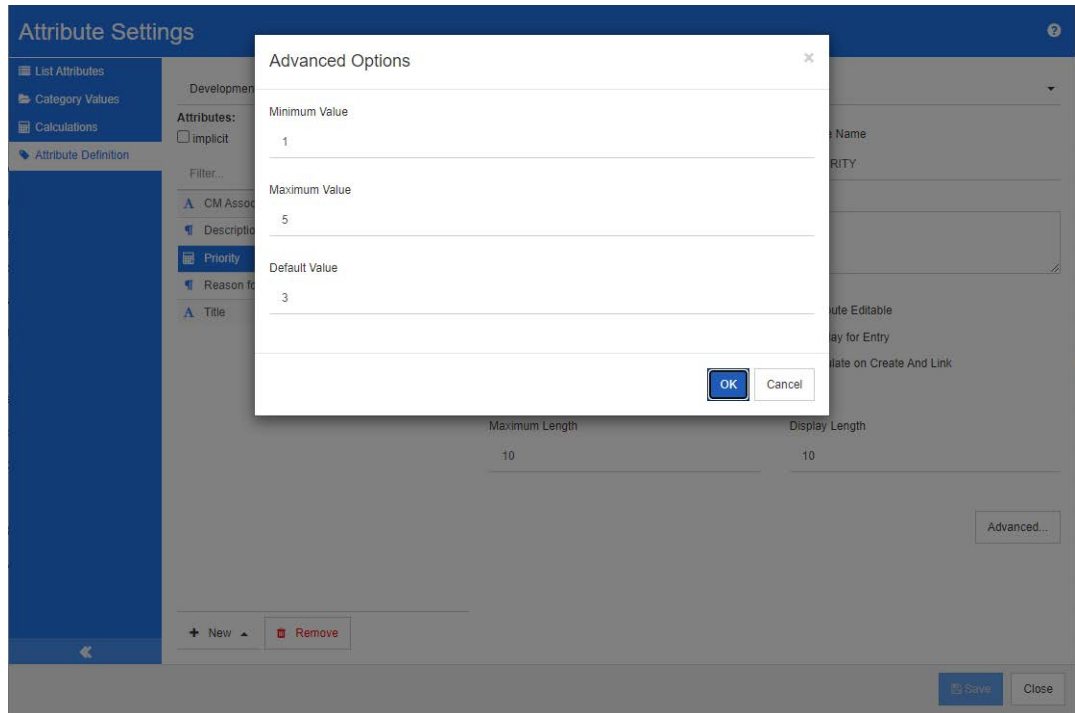 Attribute Settings
List Attributes
Category Values
Calculations
Attribute Definition
Developmen
Attributes:
implicit
Filter...
CM Assoc
Descriptio
Priority
Reason fo
Title
+ New
Remove
Advanced Options
×
Minimum Value
1
Maximum Value
5
Default Value
3
OK
Cancel
e Name
RITY
ute Editable
lay for Entry
ulate on Create And Link
Maximum Length
10
Display Length
10
Advanced...
Save
Close